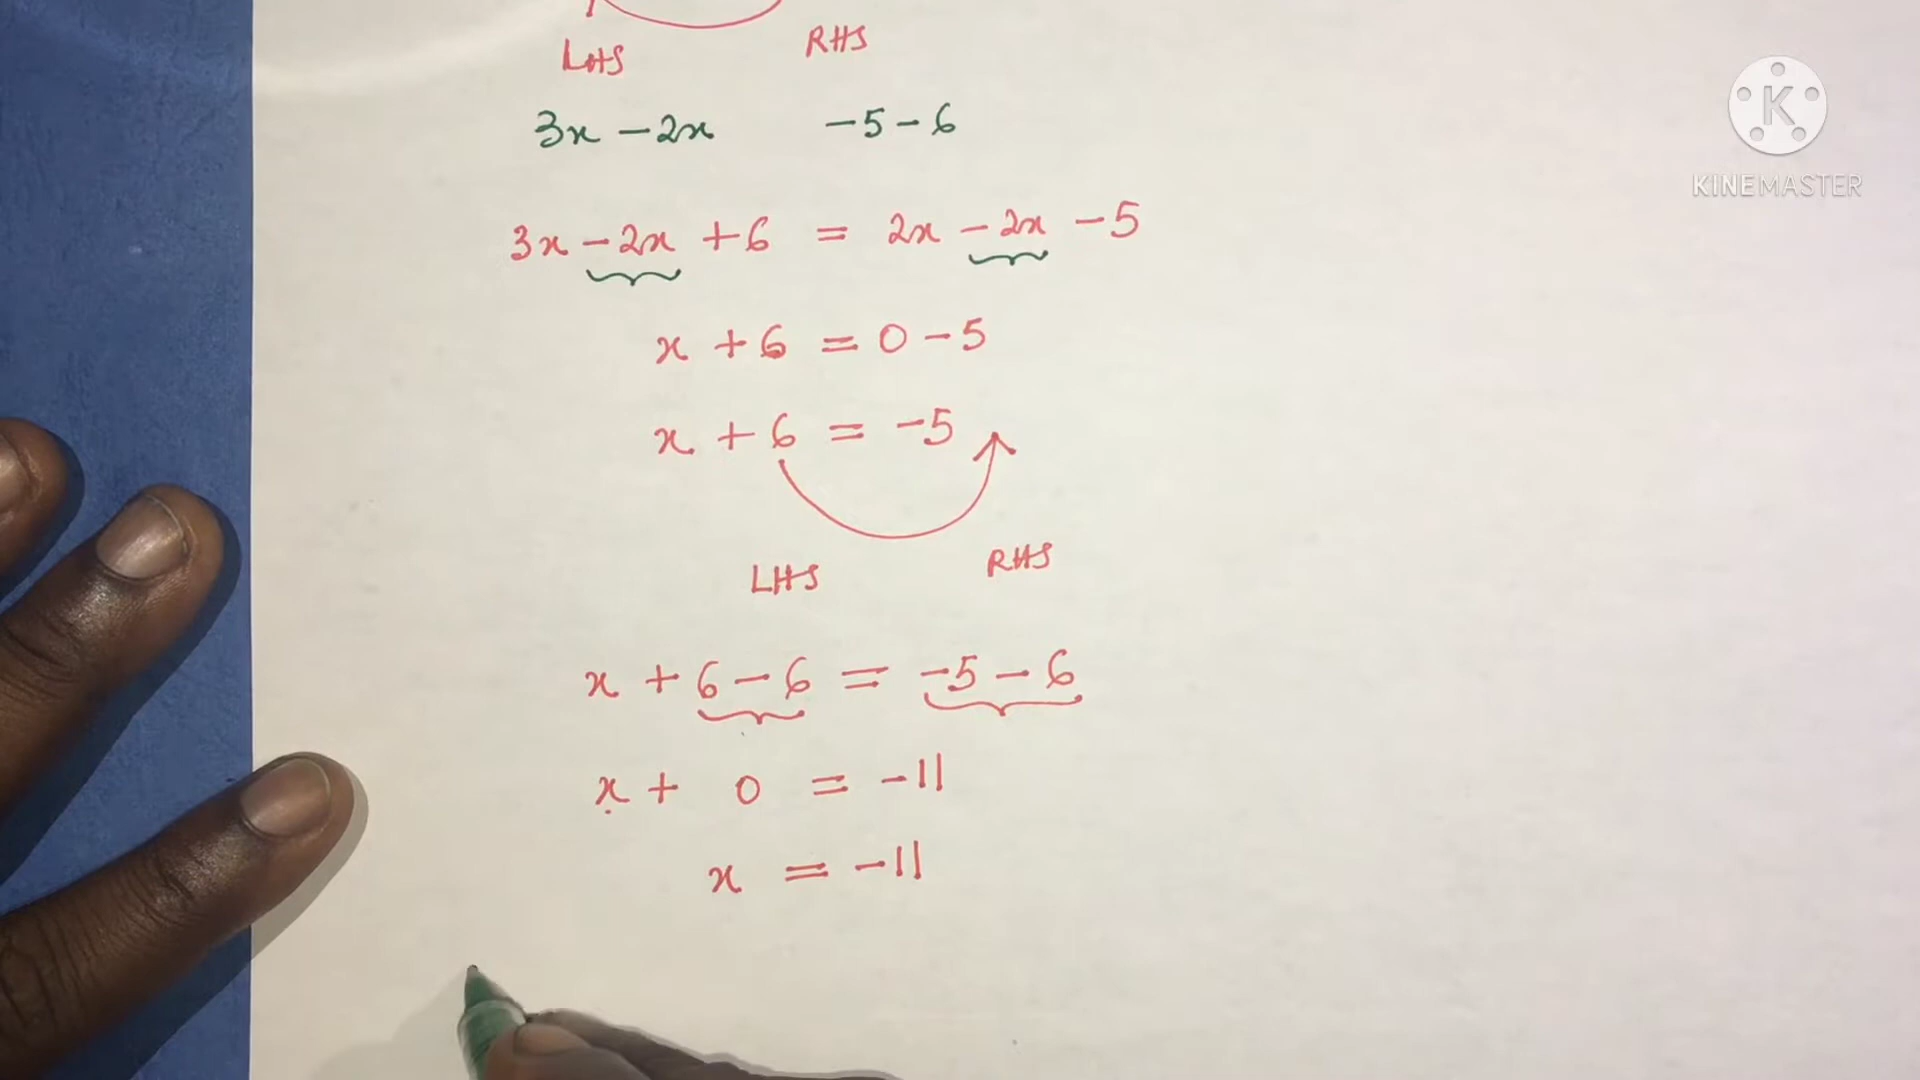 LHS RHS
3x - 2x -5 - 6
3x - 2x + 6 = 2x - 2x - 5
x + 6 = 0 - 5
x + 6 = -5
LHS RHS
x + 6 - 6 = -5 - 6
x + 0 = -11
x = -11
K
KINEMASTER